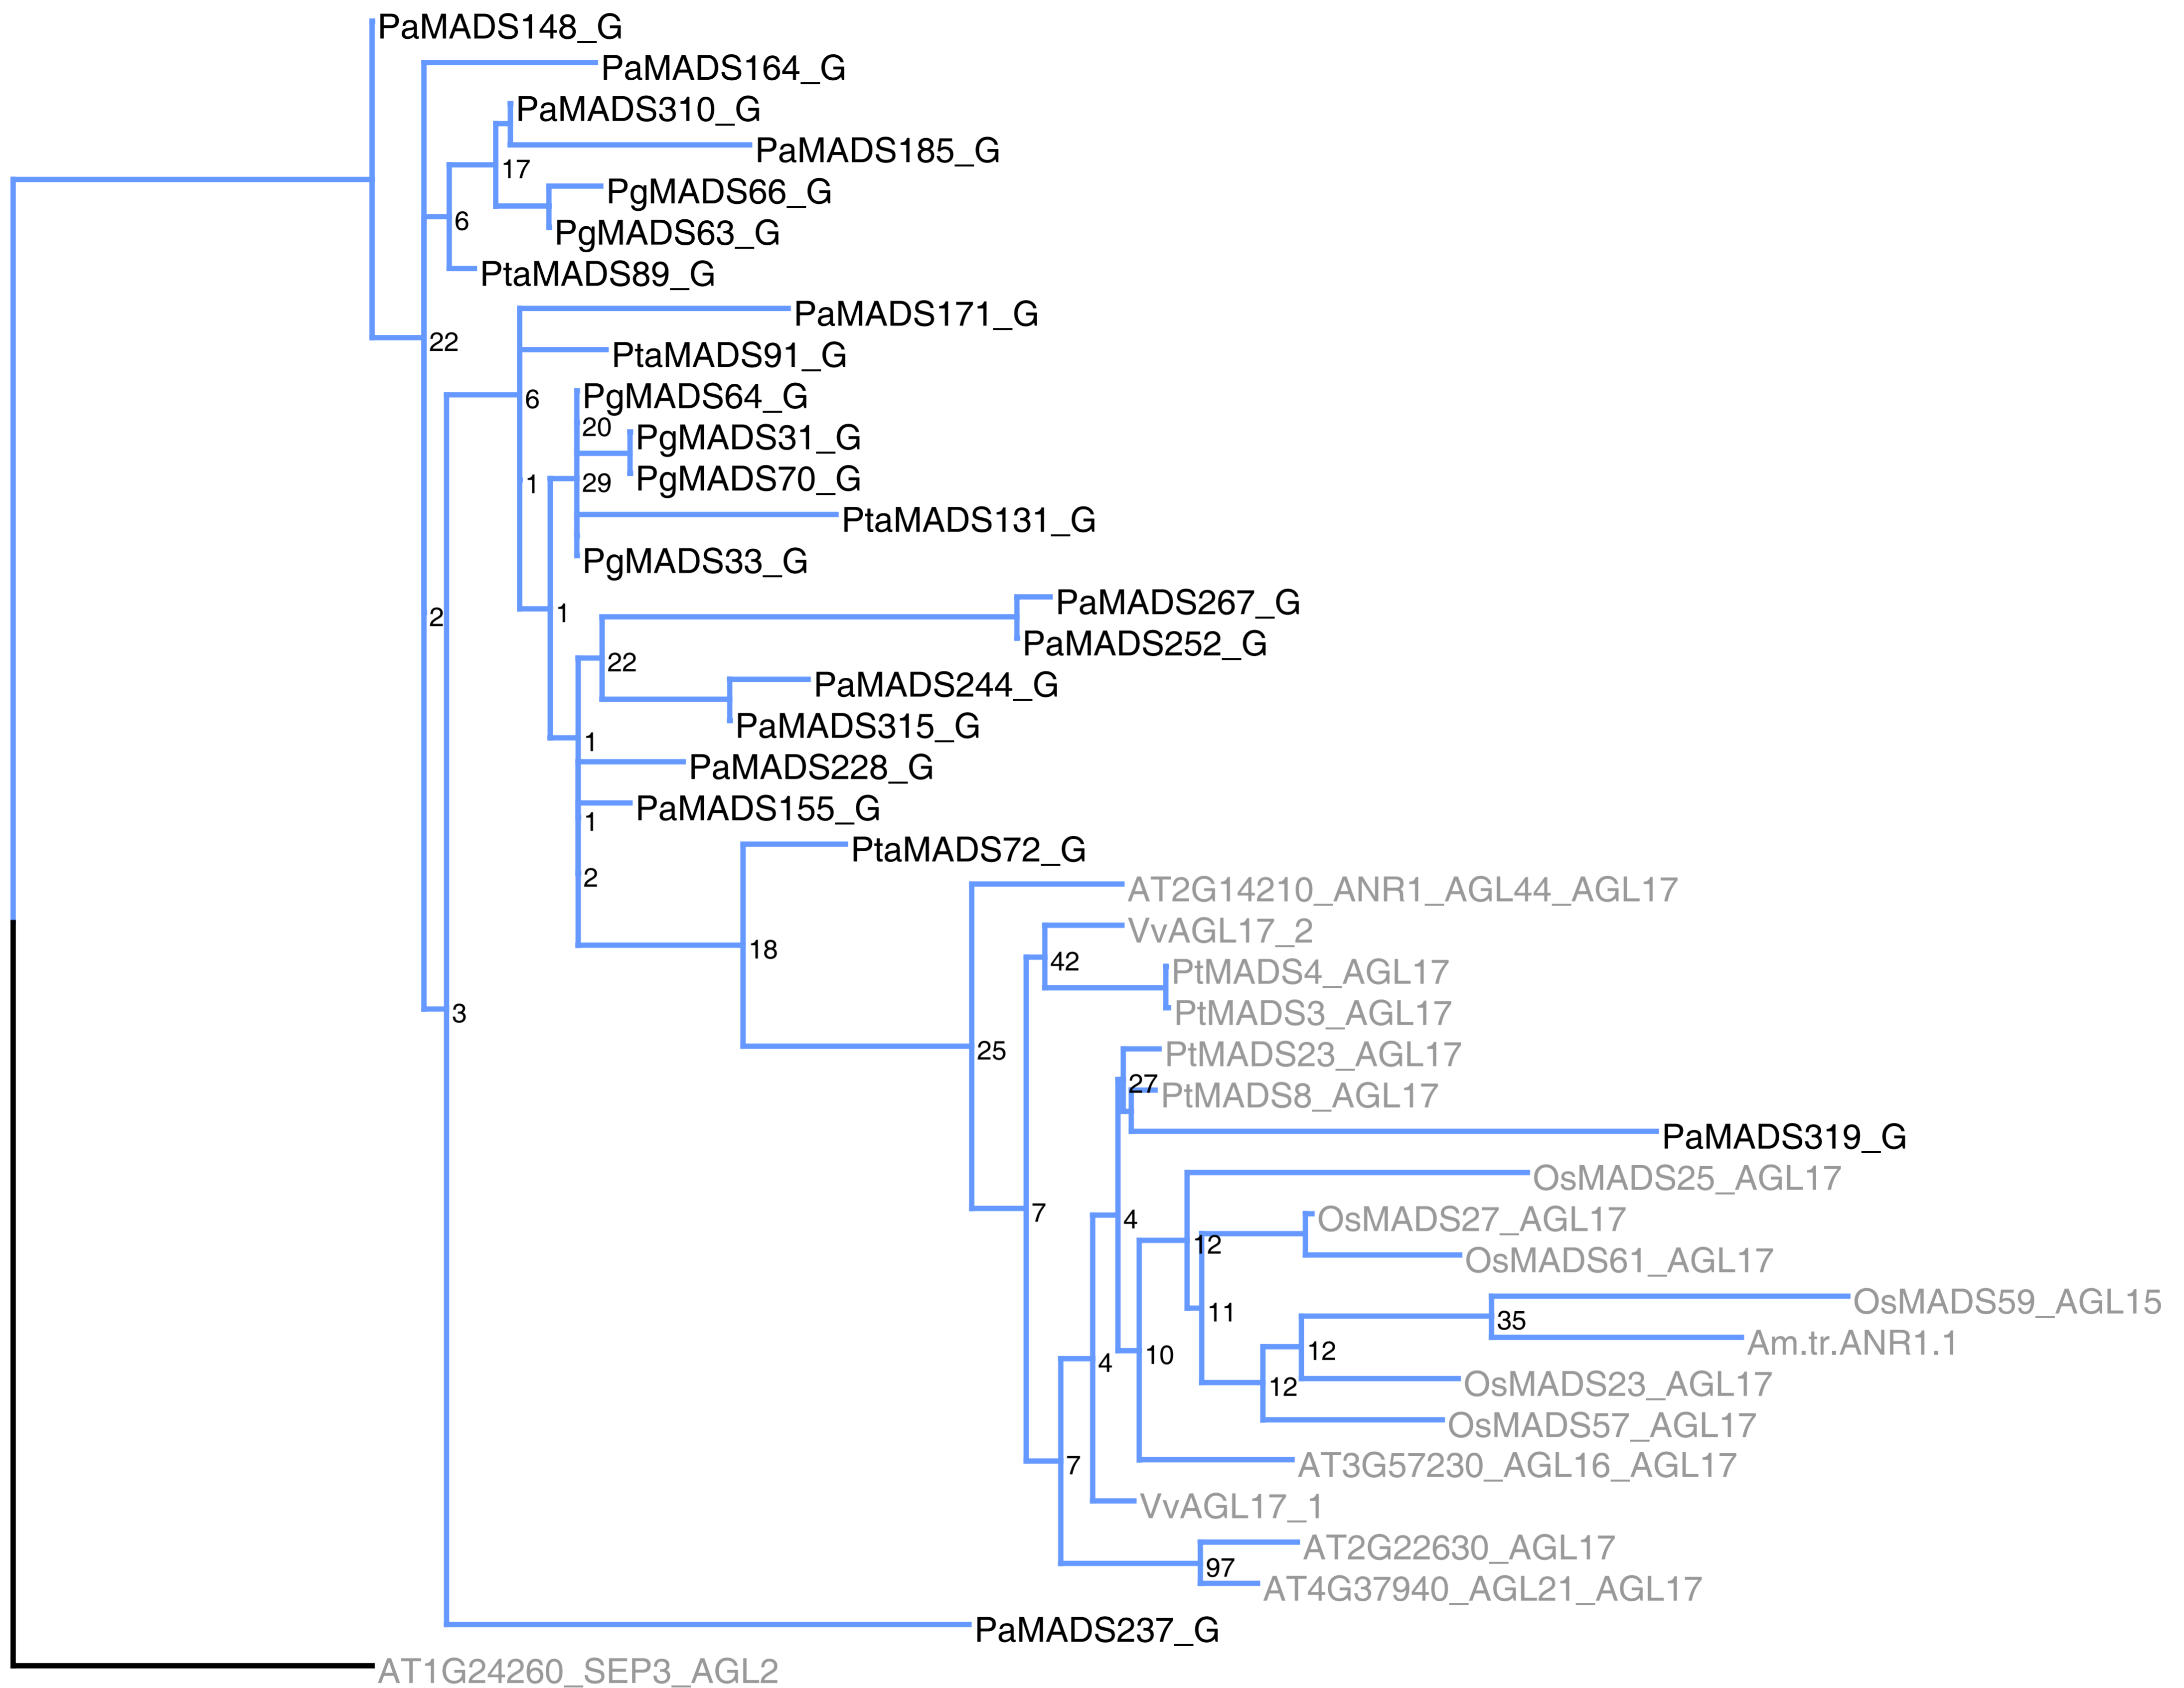 PaMADS148_G
PaMADS164_G
PaMADS310_G
PaMADS185_G
17
PgMADS66_G
6
PgMADS63_G
PtaMADS89_G
PaMADS171_G
22
PtaMADS91_G
6
PgMADS64_G
20
PgMADS31_G
PgMADS70_G
1
29
PtaMADS131_G
PgMADS33_G
PaMADS267_G
1
2
PaMADS252_G
22
PaMADS244_G
PaMADS315_G
1
PaMADS228_G
PaMADS155_G
1
PtaMADS72_G
2
AT2G14210_ANR1_AGL44_AGL17
VvAGL17_2
18
42
PtMADS4_AGL17
3
PtMADS3_AGL17
25
PtMADS23_AGL17
27
PtMADS8_AGL17
PaMADS319_G
OsMADS25_AGL17
7
4
OsMADS27_AGL17
12
OsMADS61_AGL17
OsMADS59_AGL15
11
35
Am.tr.ANR1.1
12
10
4
OsMADS23_AGL17
12
OsMADS57_AGL17
7
AT3G57230_AGL16_AGL17
VvAGL17_1
AT2G22630_AGL17
97
AT4G37940_AGL21_AGL17
PaMADS237_G
AT1G24260_SEP3_AGL2